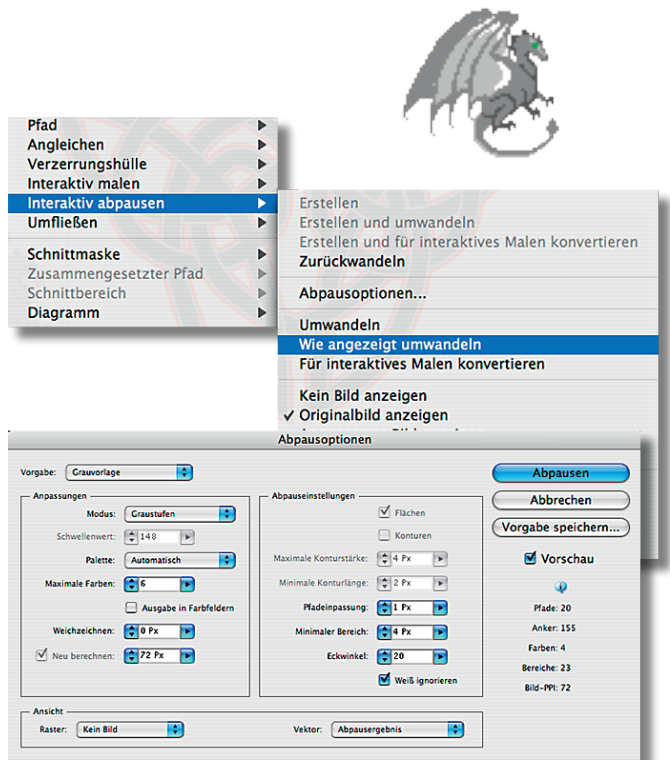 Pfad
Angleichen
Verzerrungshülle
Interaktiv malen
Interaktiv abpausen
Umfließen
Schnittmaske
Zusammengesetzter Pfad
Schnittbereich
Diagramm
Erstellen
Erstellen und umwandeln
Erstellen und für interaktives Malen konvertieren
Zurückwandeln
Abpausoptionen...
Umwandeln
Wie angezeigt umwandeln
Für interaktives Malen konvertieren
Kein Bild anzeigen
✓ Originalbild anzeigen
Abpausoptionen
Vorgabe: Grauvorlage
Anpassungen
Modus: Graustufen
Schwellenwert: 148
Palette: Automatisch
Maximale Farben: 6
Ausgabe in Farbfeldern
Weichzeichnen: 0 Px
Neu berechnen: 72 Px
Abpauseinstellungen
Flächen
Konturen
Maximale Konturstärke: 4 Px
Minimale Konturlänge: 2 Px
Pfadeinpassung: 1 Px
Minimaler Bereich: 4 Px
Eckwinkel: 20
Weiß ignorieren
Abpausen
Abbrechen
Vorgabe speichern...
Vorschau
Pfade: 20
Anker: 155
Farben: 4
Bereiche: 23
Bild-PPI: 72
Ansicht
Raster: Kein Bild
Vektor: Abpausergebnis